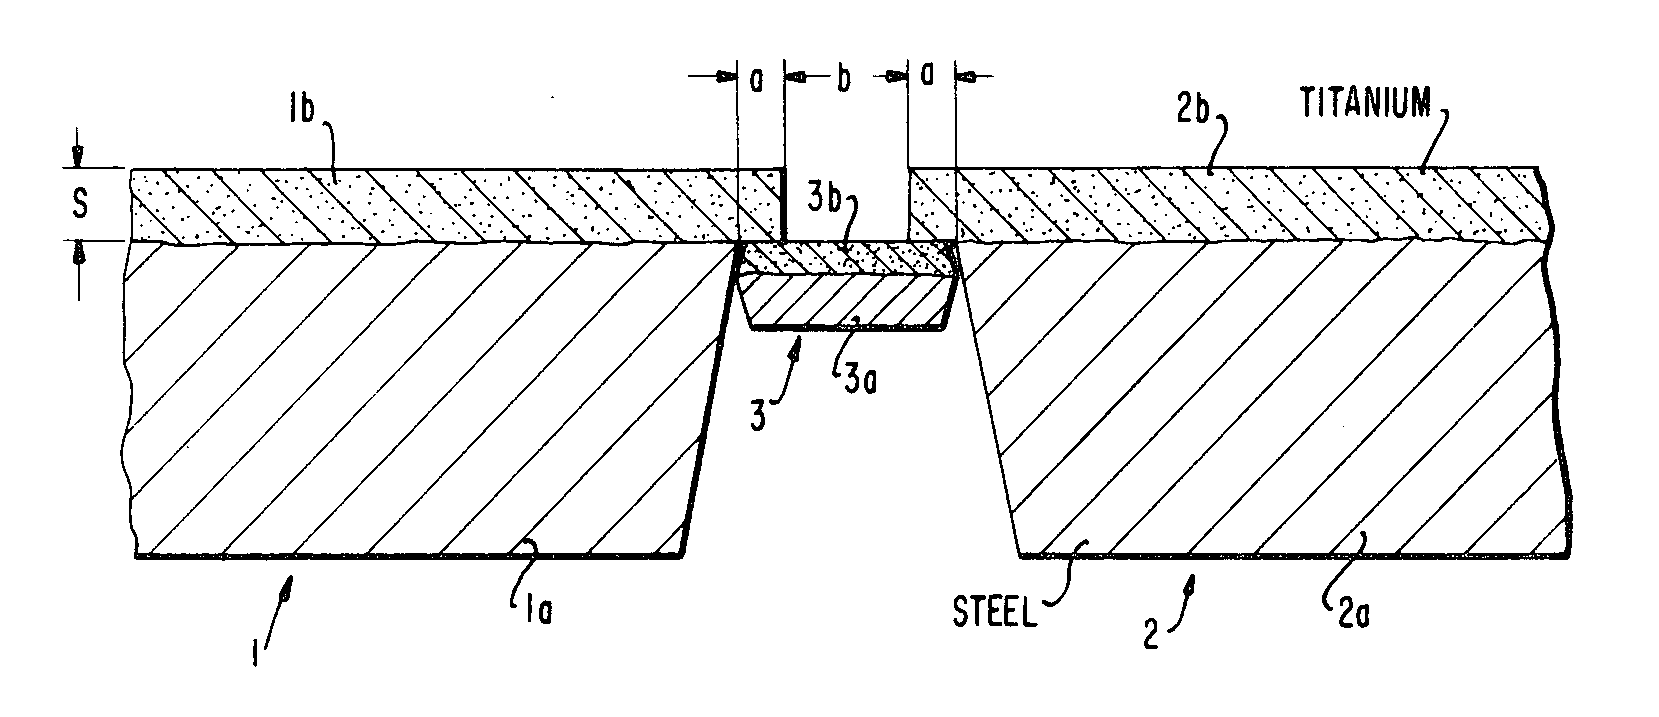 a b a
1b 2b TITANIUM
S 3b
3a
3
1a STEEL 2a
1 2